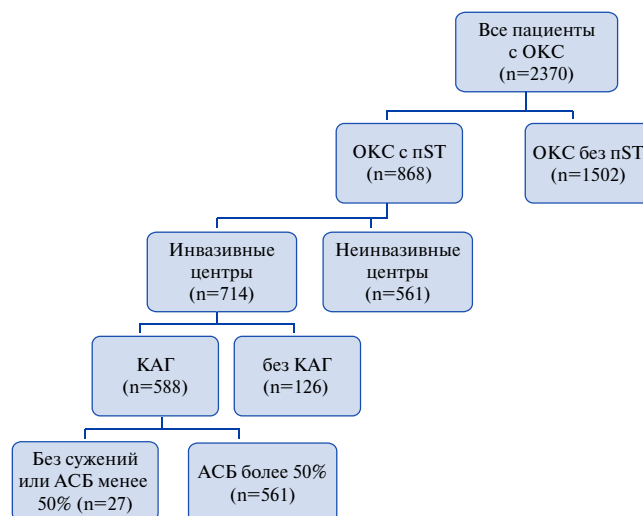 Все пациенты
с ОКС
(n=2370)
ОКС с пST
(n=868)
ОКС без пST
(n=1502)
Инвазивные
центры
(n=714)
Неинвазивные
центры
(n=561)
КАГ
(n=588)
без КАГ
(n=126)
Без сужений
или АСБ менее
50% (n=27)
АСБ более 50%
(n=561)